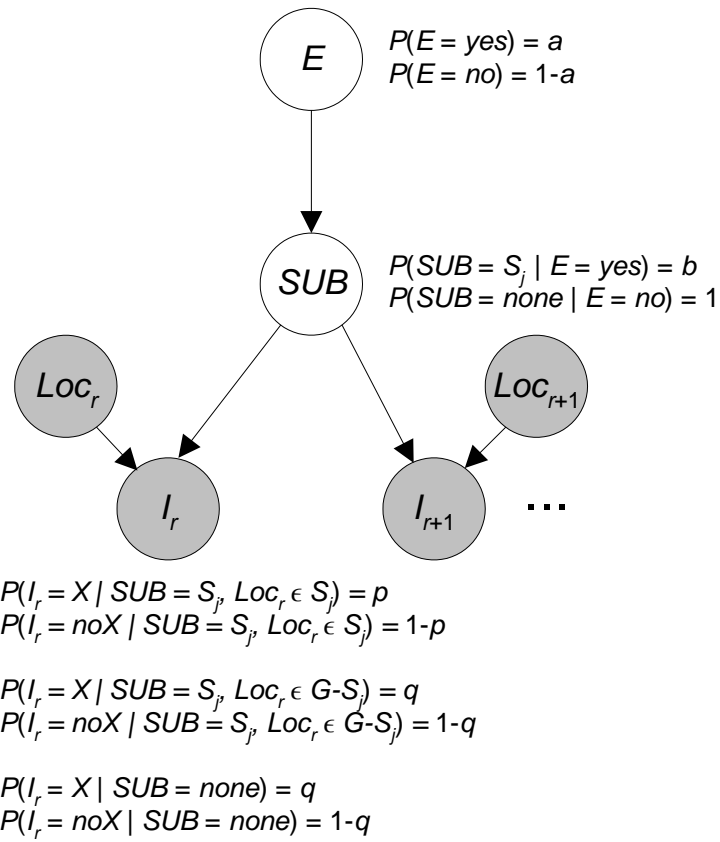 E
P(E = yes) = a
P(E = no) = 1-a
SUB
P(SUB = S_j | E = yes) = b
P(SUB = none | E = no) = 1
Loc_r
Loc_{r+1}
I_r
I_{r+1}
...
P(I_r = X | SUB = S_j, Loc_r ϵ S_j) = p
P(I_r = noX | SUB = S_j, Loc_r ϵ S_j) = 1-p
P(I_r = X | SUB = S_j, Loc_r ϵ G-S_j) = q
P(I_r = noX | SUB = S_j, Loc_r ϵ G-S_j) = 1-q
P(I_r = X | SUB = none) = q
P(I_r = noX | SUB = none) = 1-q